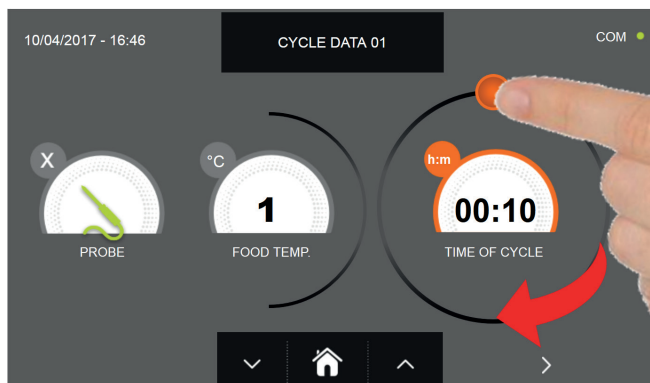 10/04/2017 - 16:46
CYCLE DATA 01
COM
X
°C
h:m
1
00:10
PROBE
FOOD TEMP.
TIME OF CYCLE